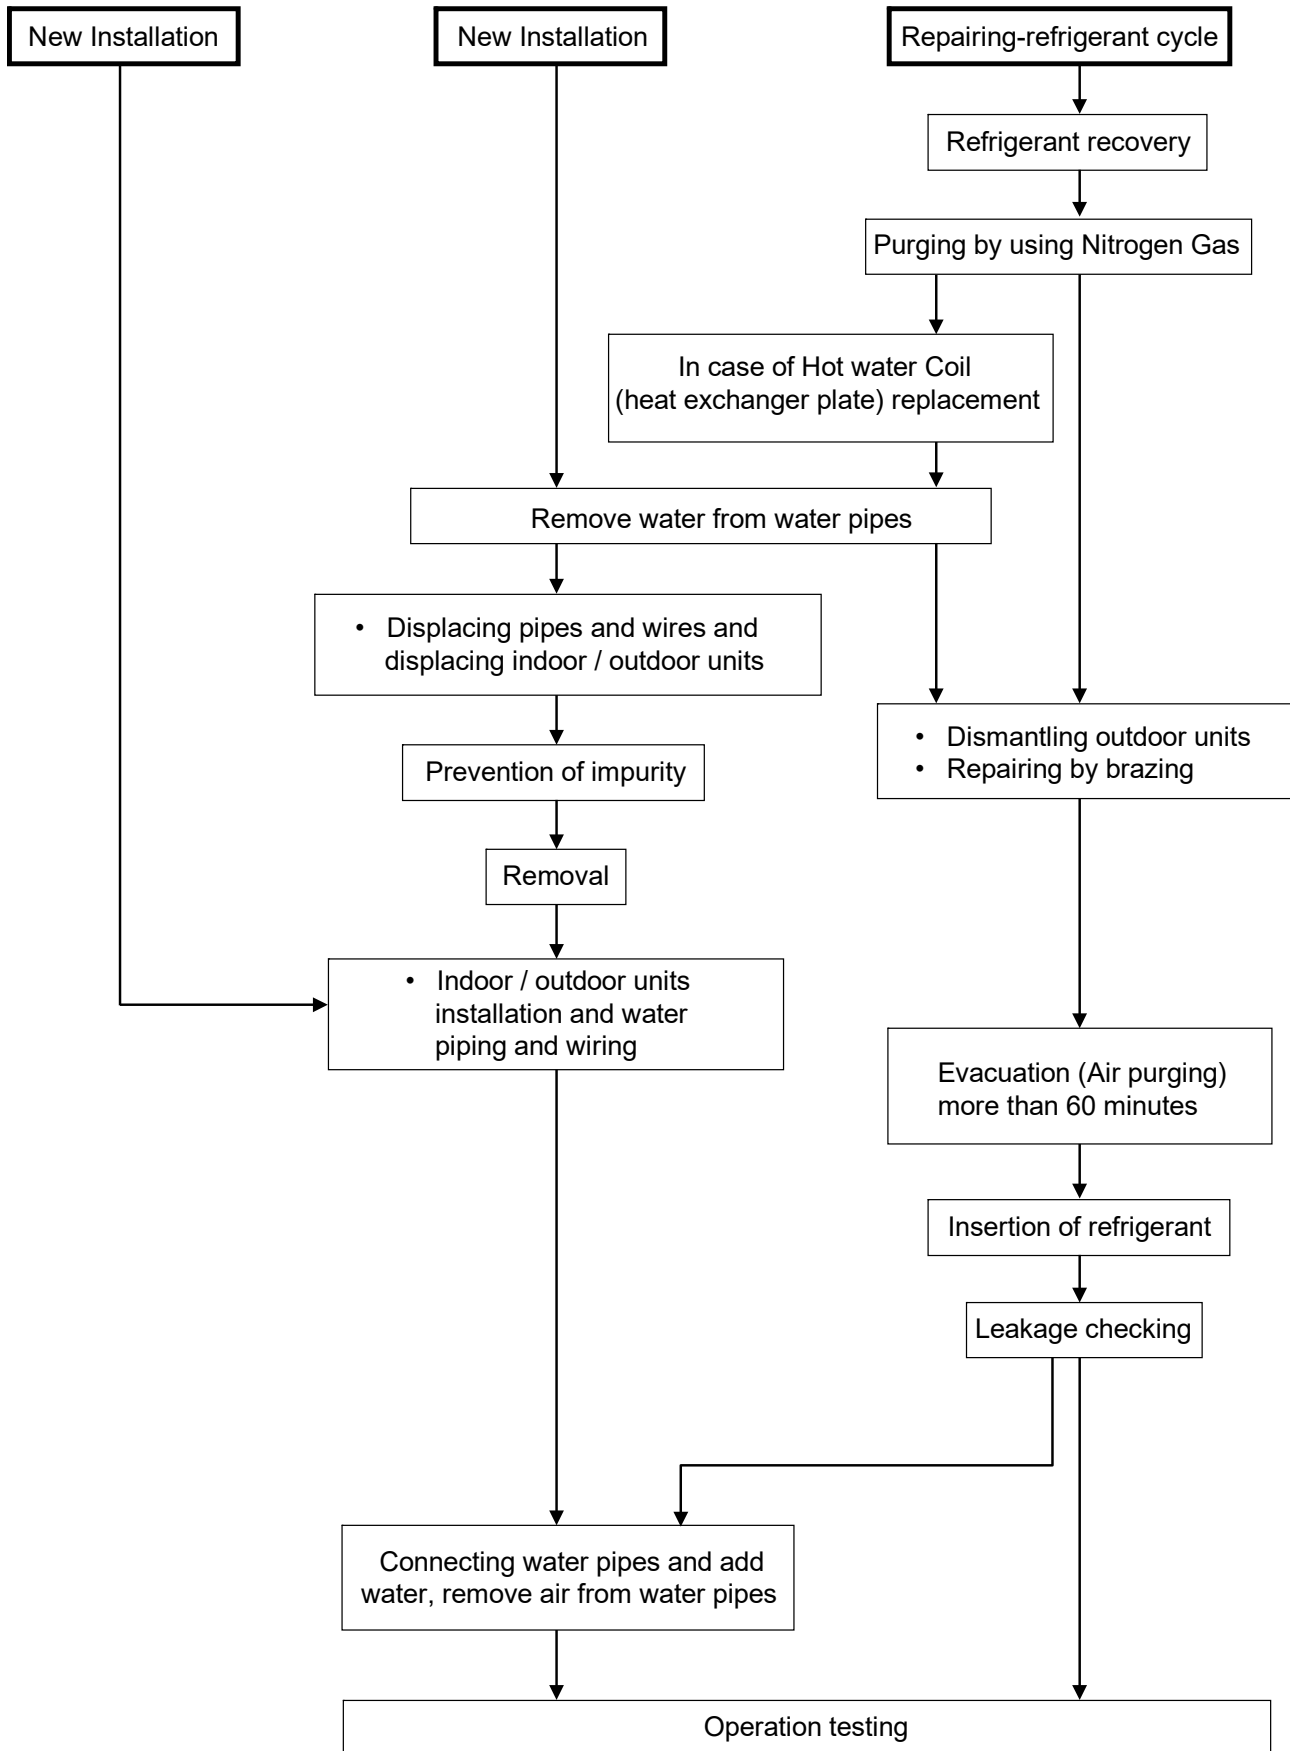 New Installation
New Installation
Repairing-refrigerant cycle
Refrigerant recovery
Purging by using Nitrogen Gas
In case of Hot water Coil
(heat exchanger plate) replacement
Remove water from water pipes
• Displacing pipes and wires and
displacing indoor / outdoor units
• Dismantling outdoor units
• Repairing by brazing
Prevention of impurity
Removal
• Indoor / outdoor units
installation and water
piping and wiring
Evacuation (Air purging)
more than 60 minutes
Insertion of refrigerant
Leakage checking
Connecting water pipes and add
water, remove air from water pipes
Operation testing